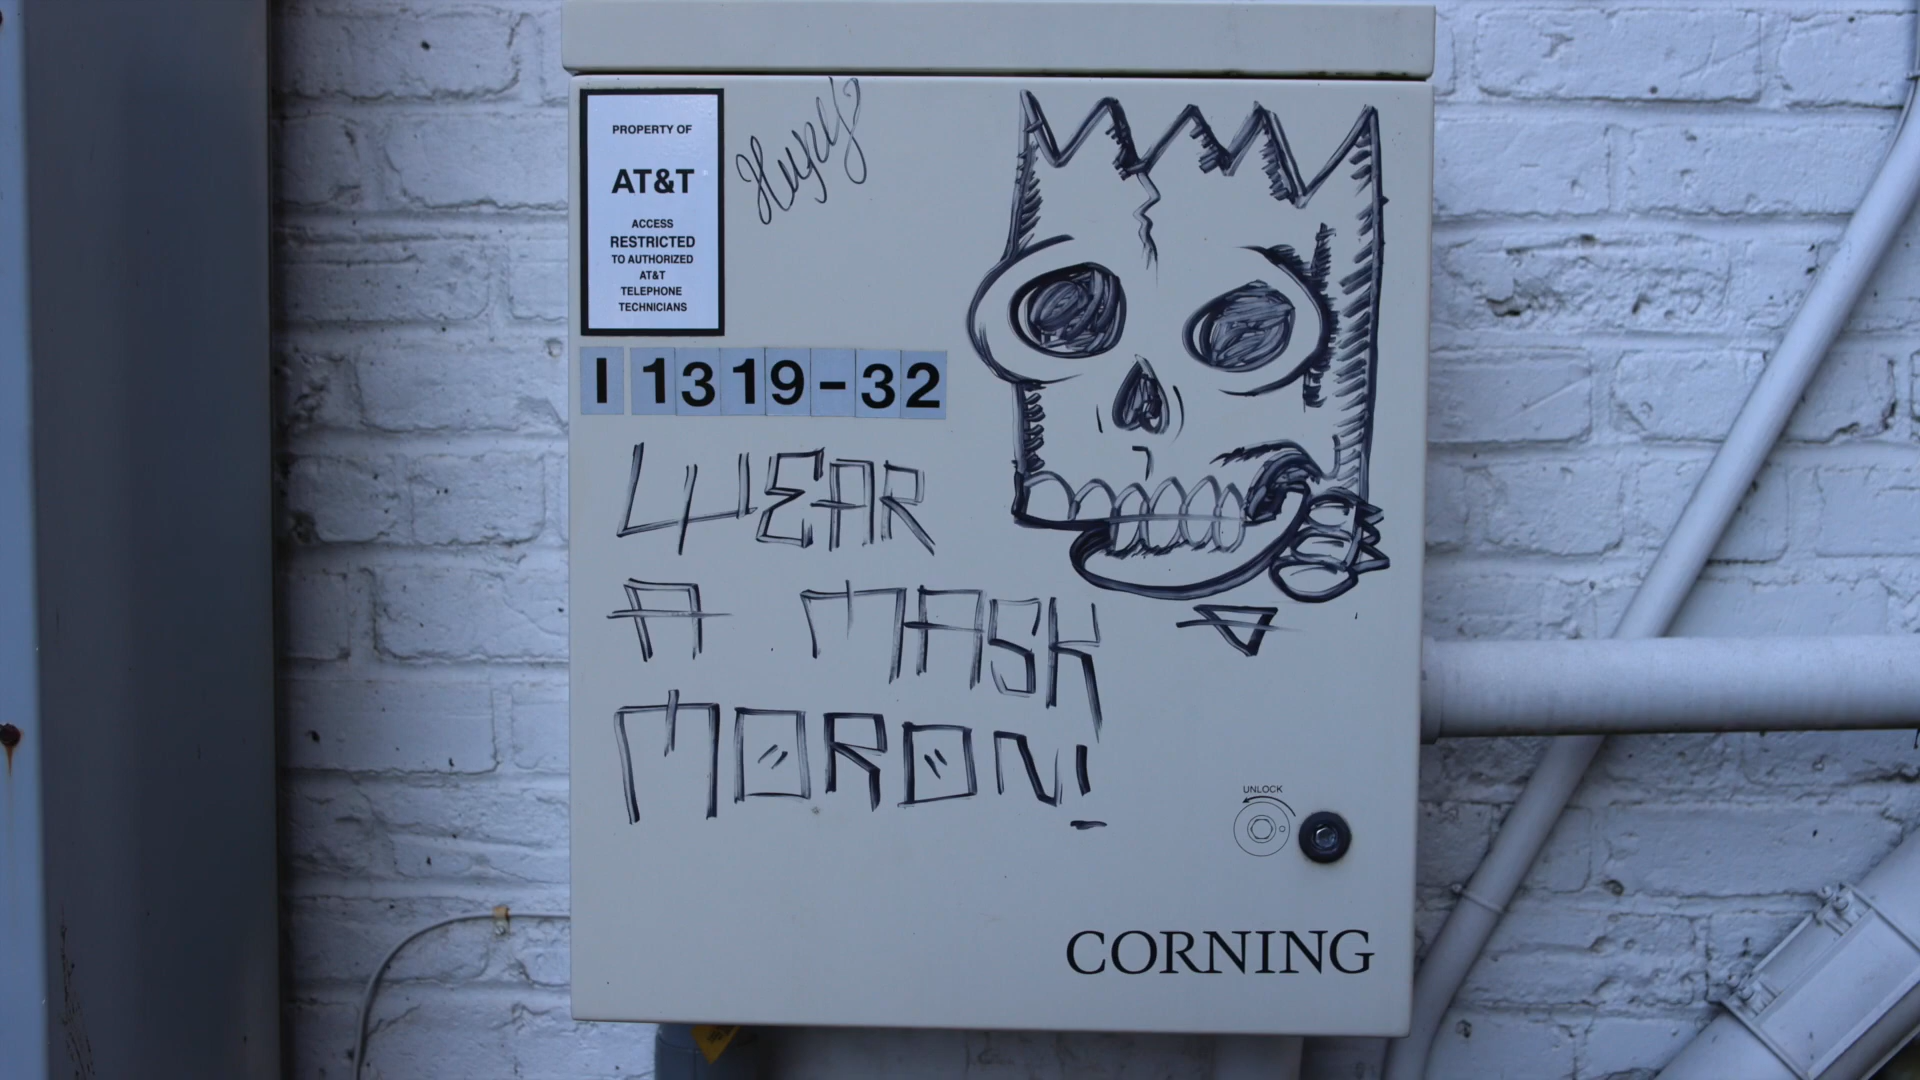 PROPERTY OF
AT&T
ACCESS
RESTRICTED
TO AUTHORIZED
AT&T
TELEPHONE
TECHNICIANS
I 1319-32
WEAR
A MASK
MORON!
UNLOCK
CORNING